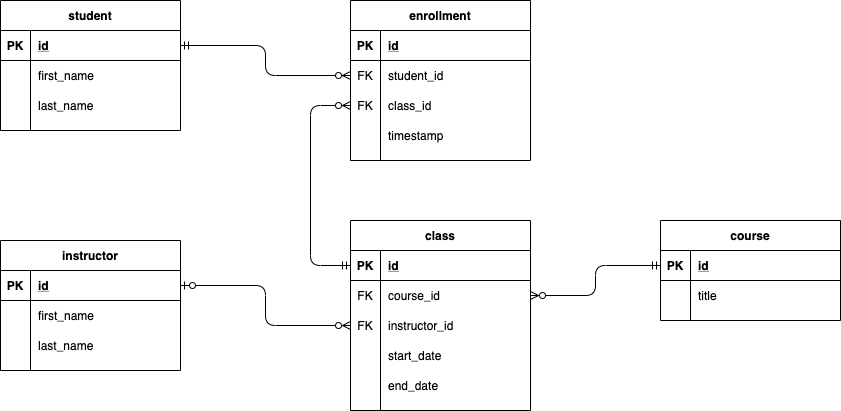 student
PK id
first_name
last_name
enrollment
PK id
FK student_id
FK class_id
timestamp
instructor
PK id
first_name
last_name
class
PK id
FK course_id
FK instructor_id
start_date
end_date
course
PK id
title